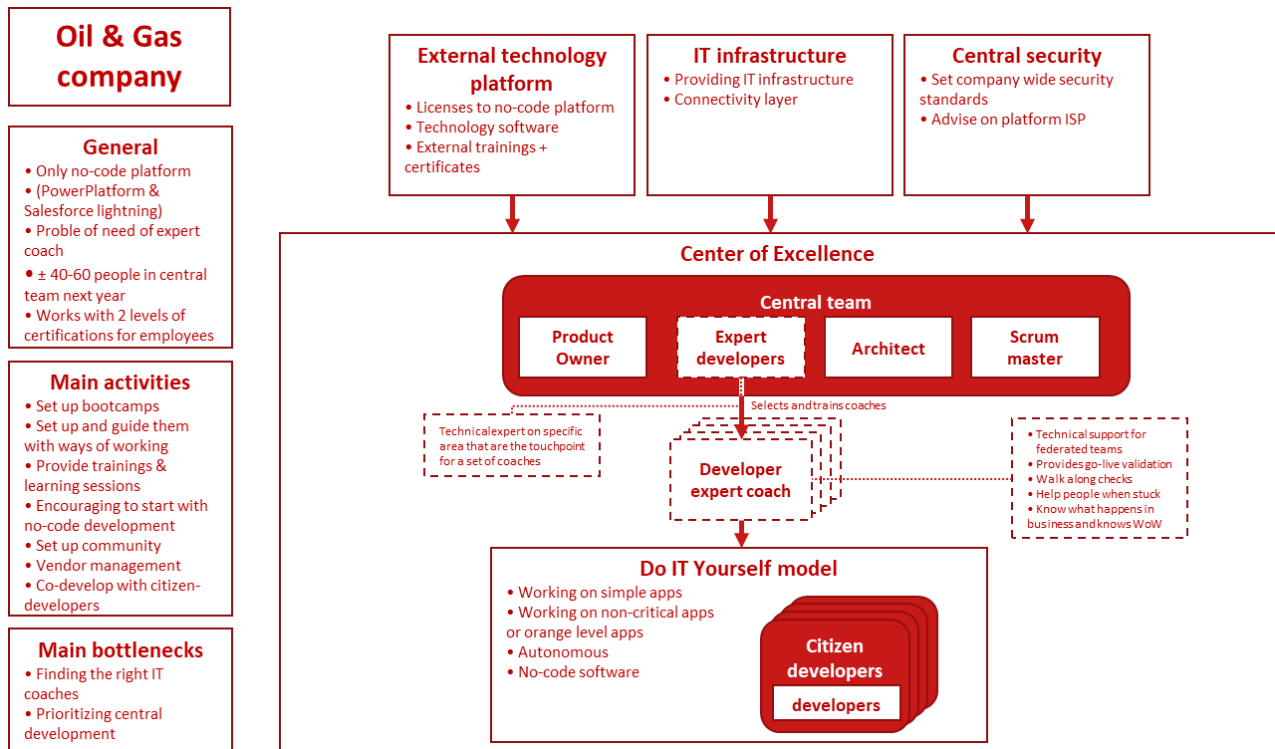 Oil & Gas
company
General
• Only no-code platform
• (PowerPlatform &
Salesforce lightning)
• Proble of need of expert
coach
• ± 40-60 people in central
team next year
• Works with 2 levels of
certifications for employees
Main activities
• Set up bootcamps
• Set up and guide them
with ways of working
• Provide trainings &
learning sessions
• Encouraging to start with
no-code development
• Set up community
• Vendor management
• Co-develop with citizen-
developers
Main bottlenecks
• Finding the right IT
coaches
• Prioritizing central
development
External technology
platform
• Licenses to no-code platform
• Technology software
• External trainings +
certificates
IT infrastructure
• Providing IT infrastructure
• Connectivity layer
Central security
• Set company wide security
standards
• Advise on platform ISP
Center of Excellence
Central team
Product
Owner
Expert
developers
Architect
Scrum
master
Selects and trains coaches
Technical expert on specific
area that are the touchpoint
for a set of coaches
Developer
expert coach
• Technical support for
federated teams
• Provides go-live validation
• Walk along checks
• Help people when stuck
• Know what happens in
business and knows WoW
Do IT Yourself model
• Working on simple apps
• Working on non-critical apps
or orange level apps
• Autonomous
• No-code software
Citizen
developers
developers